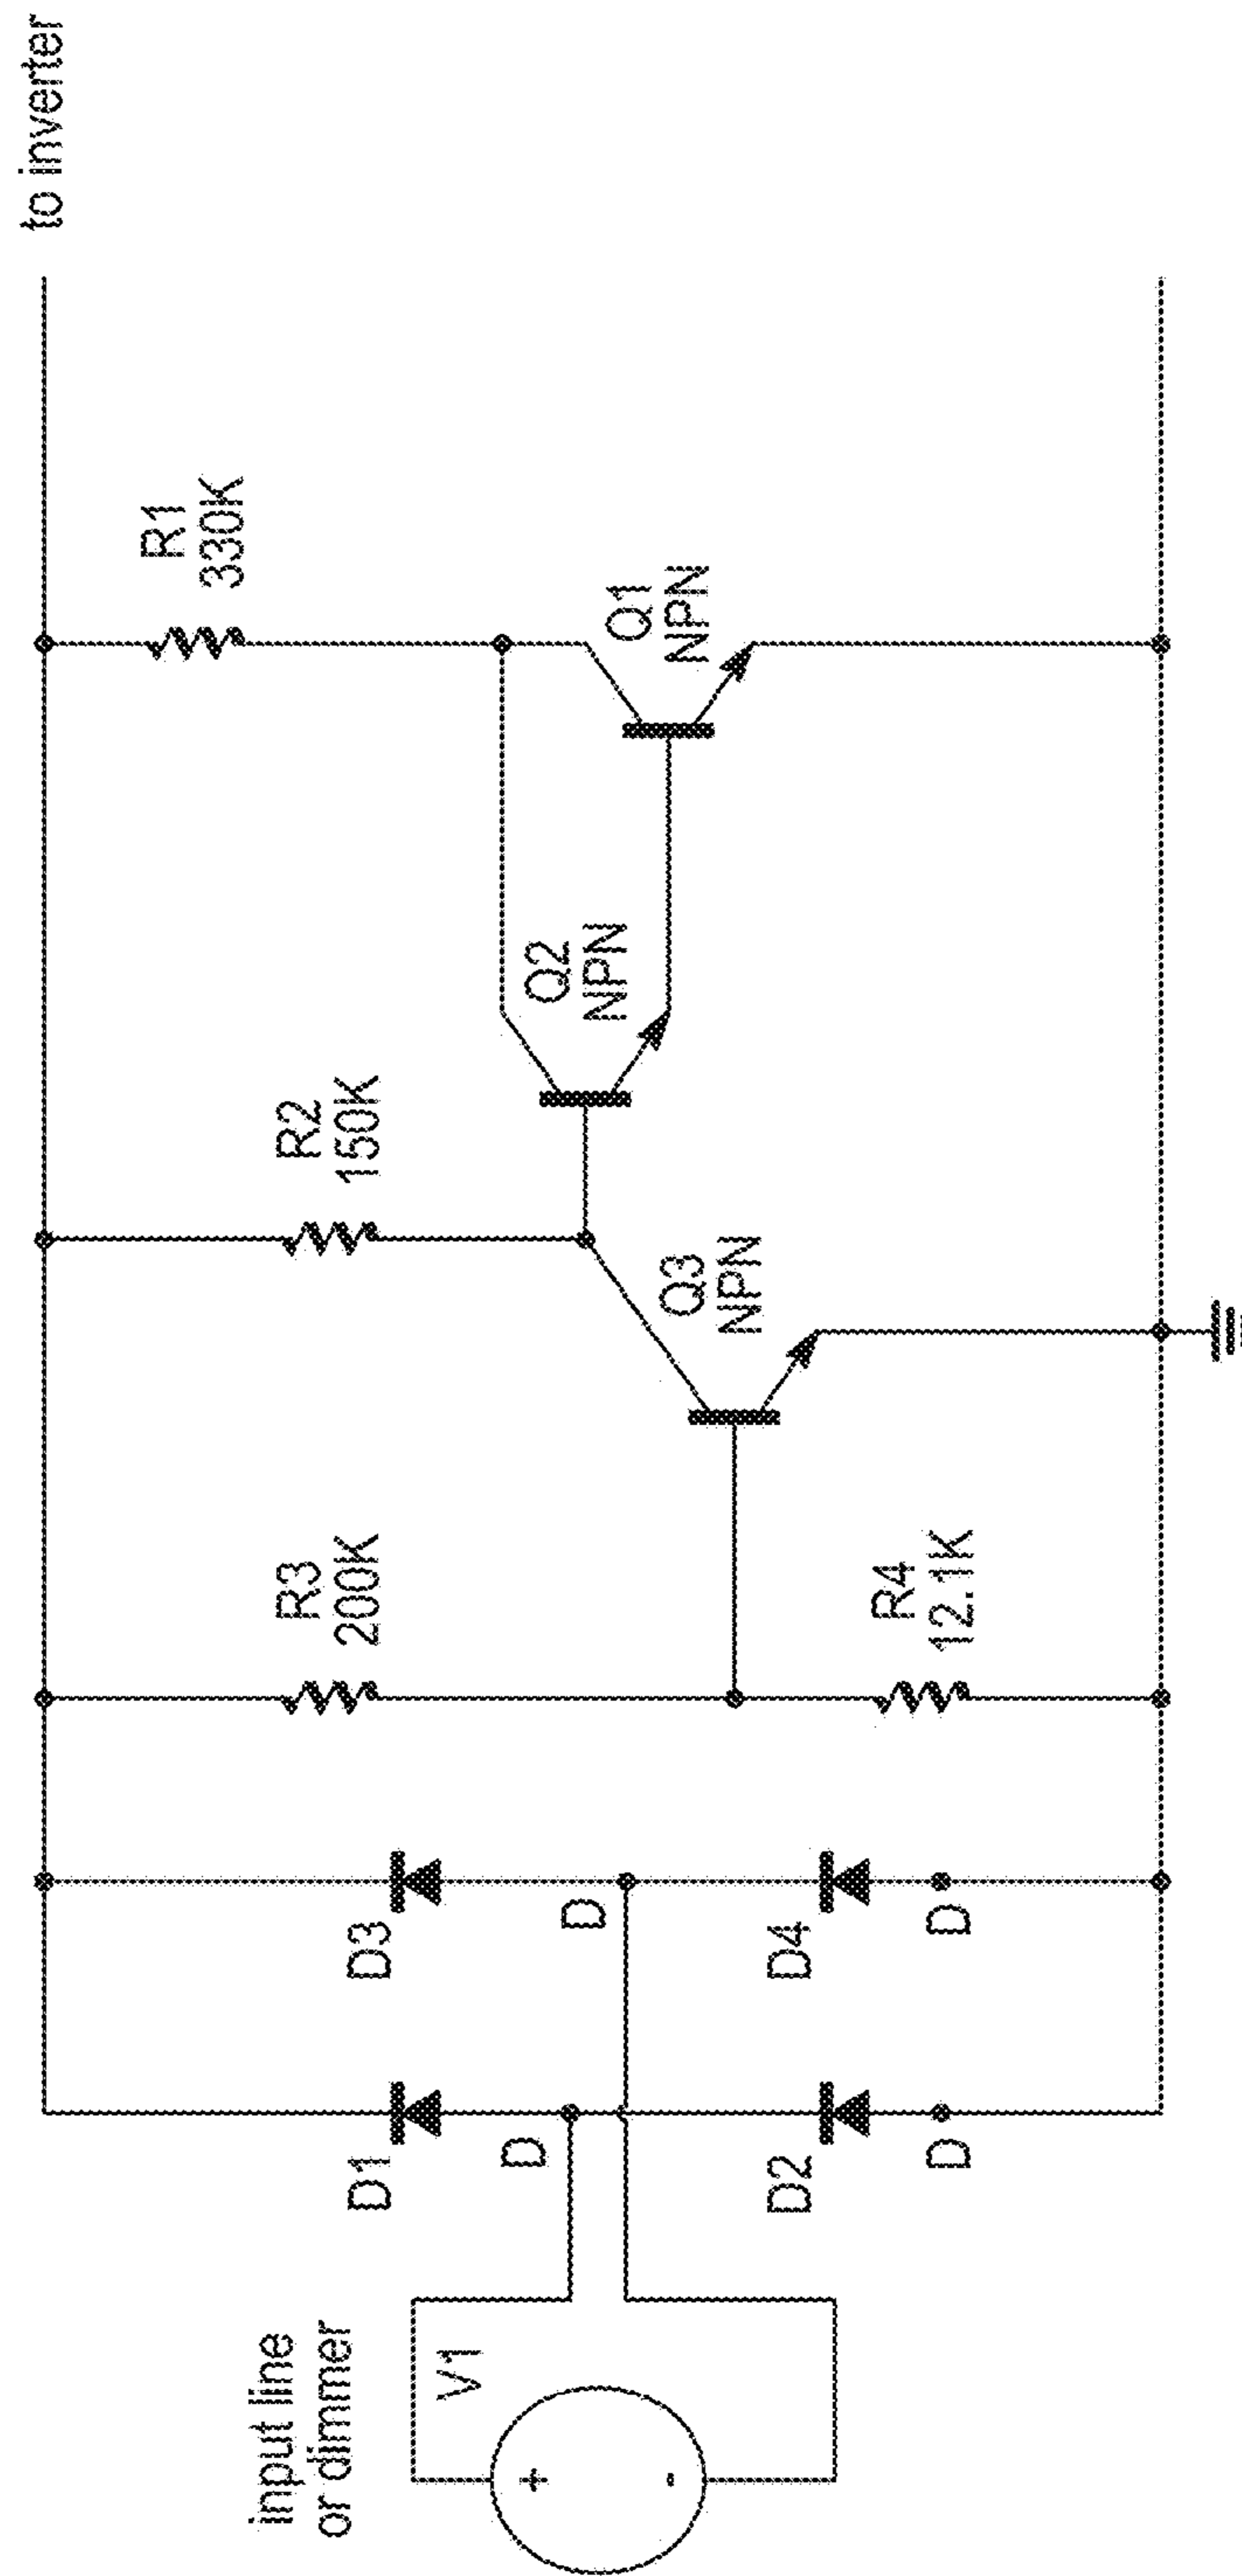 to inverter
R1
330K
Q1
NPN
Q2
NPN
R2
150K
Q3
NPN
R3
200K
R4
12.1K
D3
D
D4
D
D1
D
D2
D
input line
or dimmer
V1
+
-